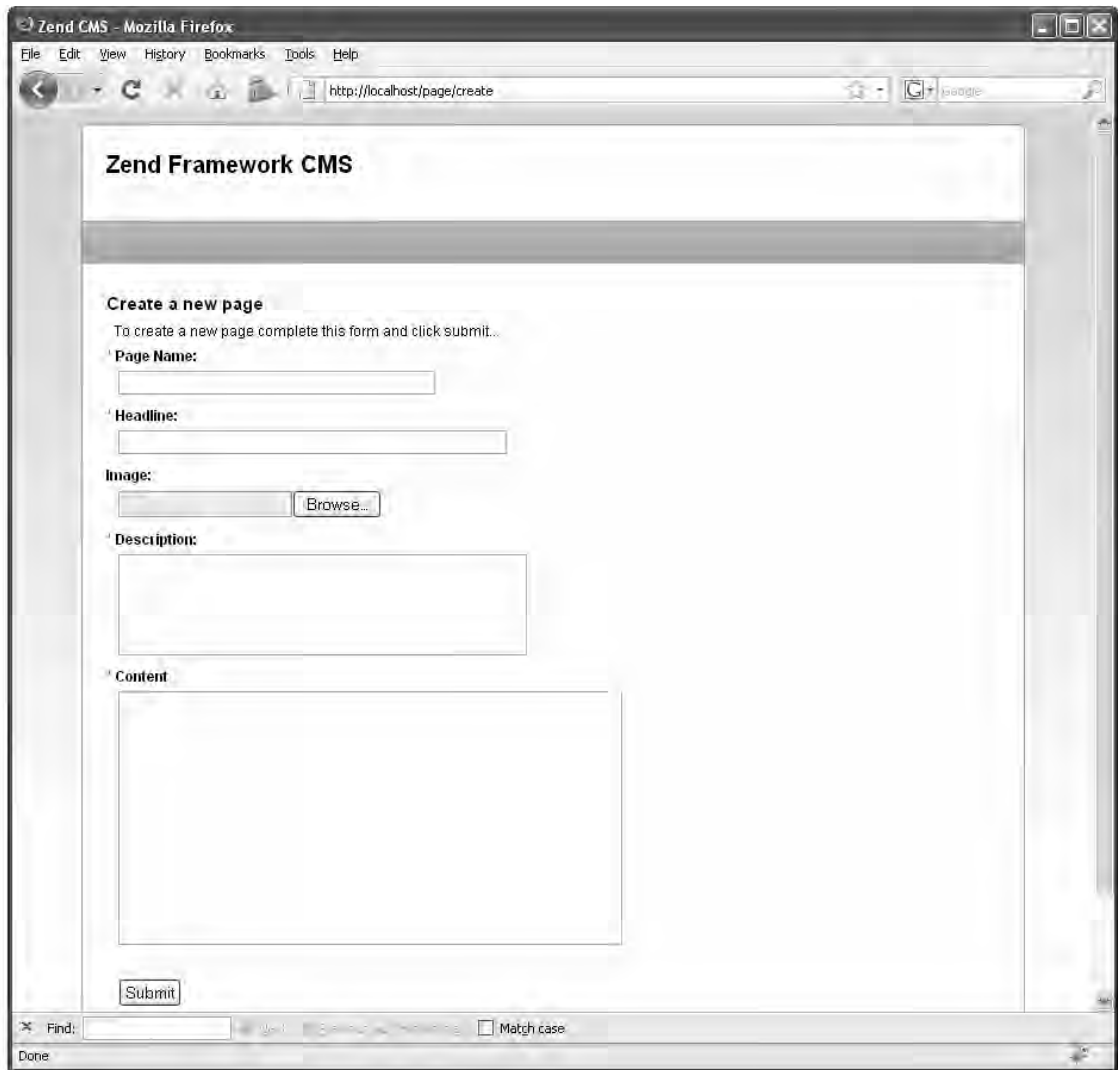 Zend CMS - Mozilla Firefox
File Edit View History Bookmarks Tools Help
http://localhost/page/create
G Google
Zend Framework CMS
Create a new page
To create a new page complete this form and click submit...
* Page Name:
* Headline:
Image:
Browse...
* Description:
* Content
Submit
Find:
Match case
Done